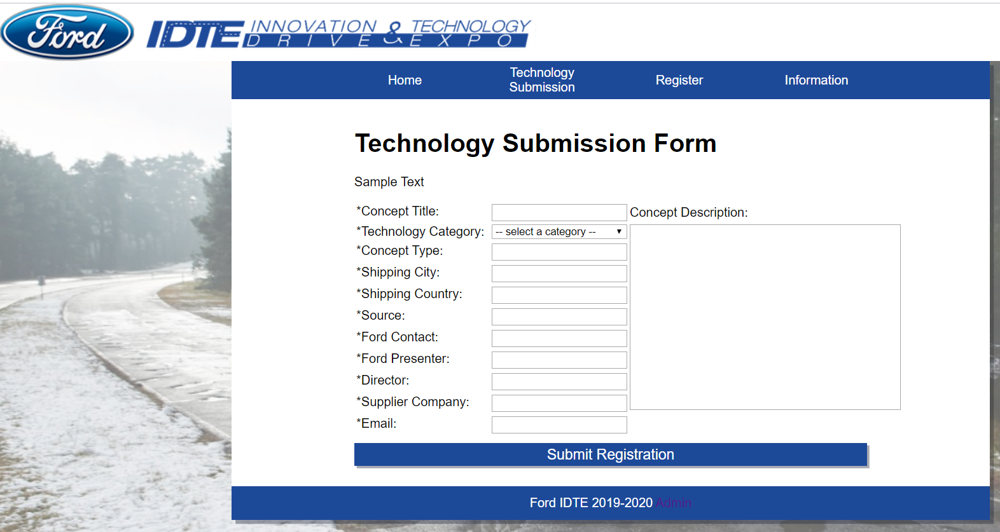 Ford
IDTE INNOVATION & TECHNOLOGY
DRIVE & EXPO
Home
Technology
Submission
Register
Information
Technology Submission Form
Sample Text
*Concept Title:
Concept Description:
*Technology Category:
-- select a category --
*Concept Type:
*Shipping City:
*Shipping Country:
*Source:
*Ford Contact:
*Ford Presenter:
*Director:
*Supplier Company:
*Email:
Submit Registration
Ford IDTE 2019-2020 Admin